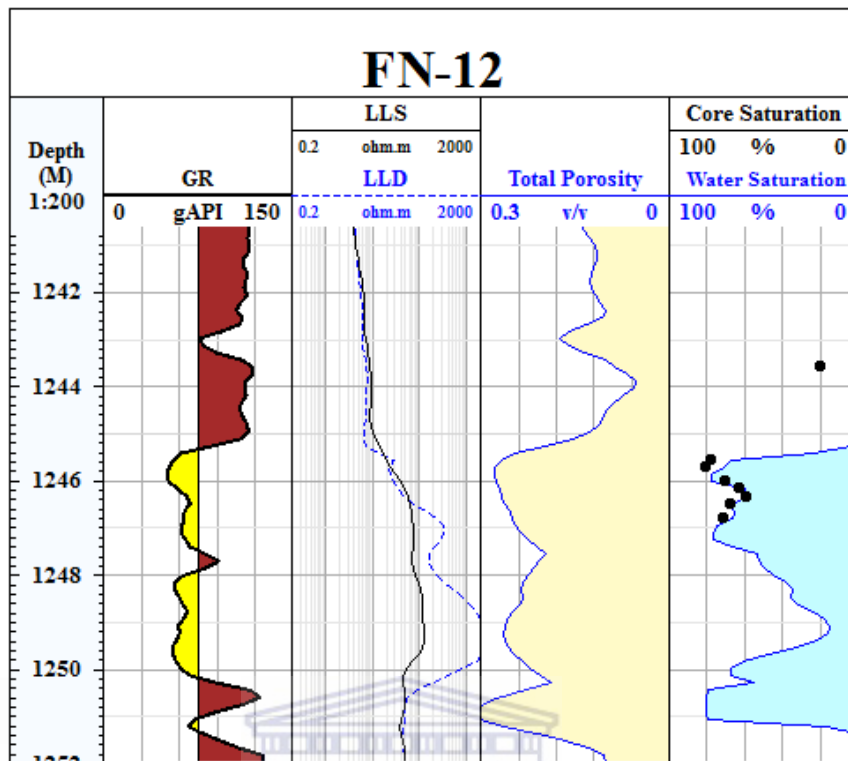 FN-12
Depth
(M)
1:200
GR
0 gAPI 150
LLS
0.2 ohm.m 2000
LLD
0.2 ohm.m 2000
Total Porosity
0.3 v/v 0
Core Saturation
100 % 0
Water Saturation
100 % 0
1242
1244
1246
1248
1250